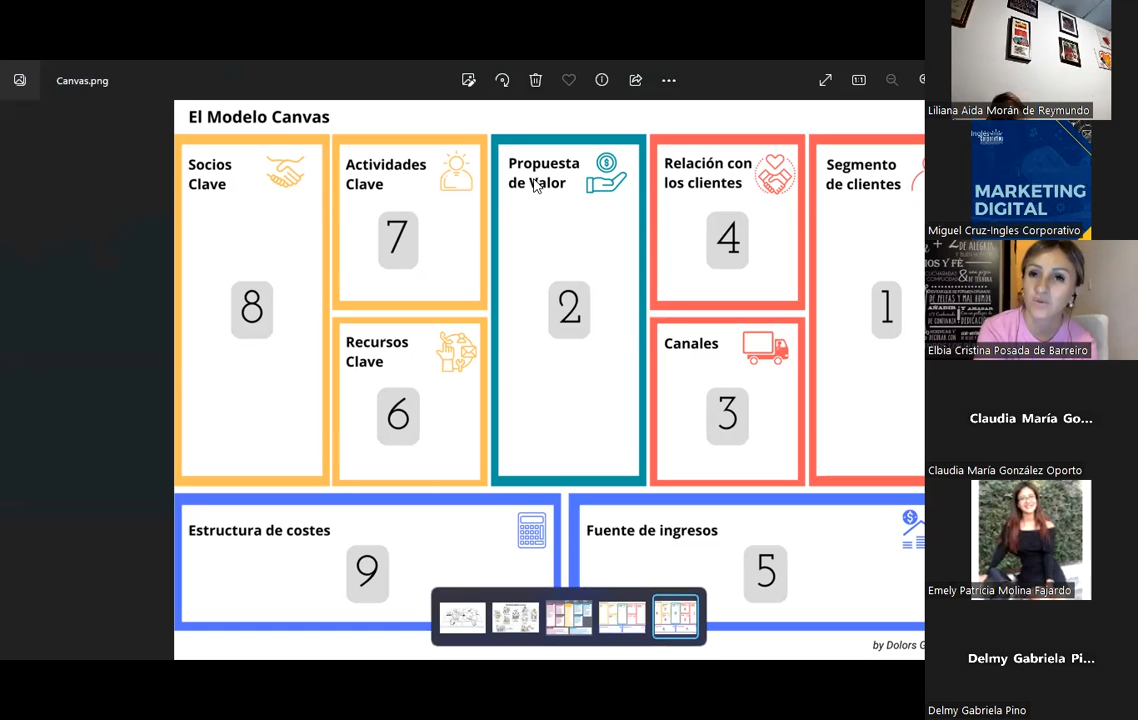 Canvas.png
El Modelo Canvas
Socios
Clave
8
Actividades
Clave
7
Recursos
Clave
6
Propuesta
de Valor
2
Relación con
los clientes
4
Canales
3
Segmento
de clientes
1
Estructura de costes
9
Fuente de ingresos
5
by Dolors G
Liliana Aida Morán de Reymundo
Inglés
Corporativo
MARKETING
DIGITAL
Miguel Cruz-Ingles Corporativo
Elbia Cristina Posada de Barreiro
Claudia María Go...
Claudia María González Oporto
Emely Patricia Molina Fajardo
Delmy Gabriela Pi...
Delmy Gabriela Pino